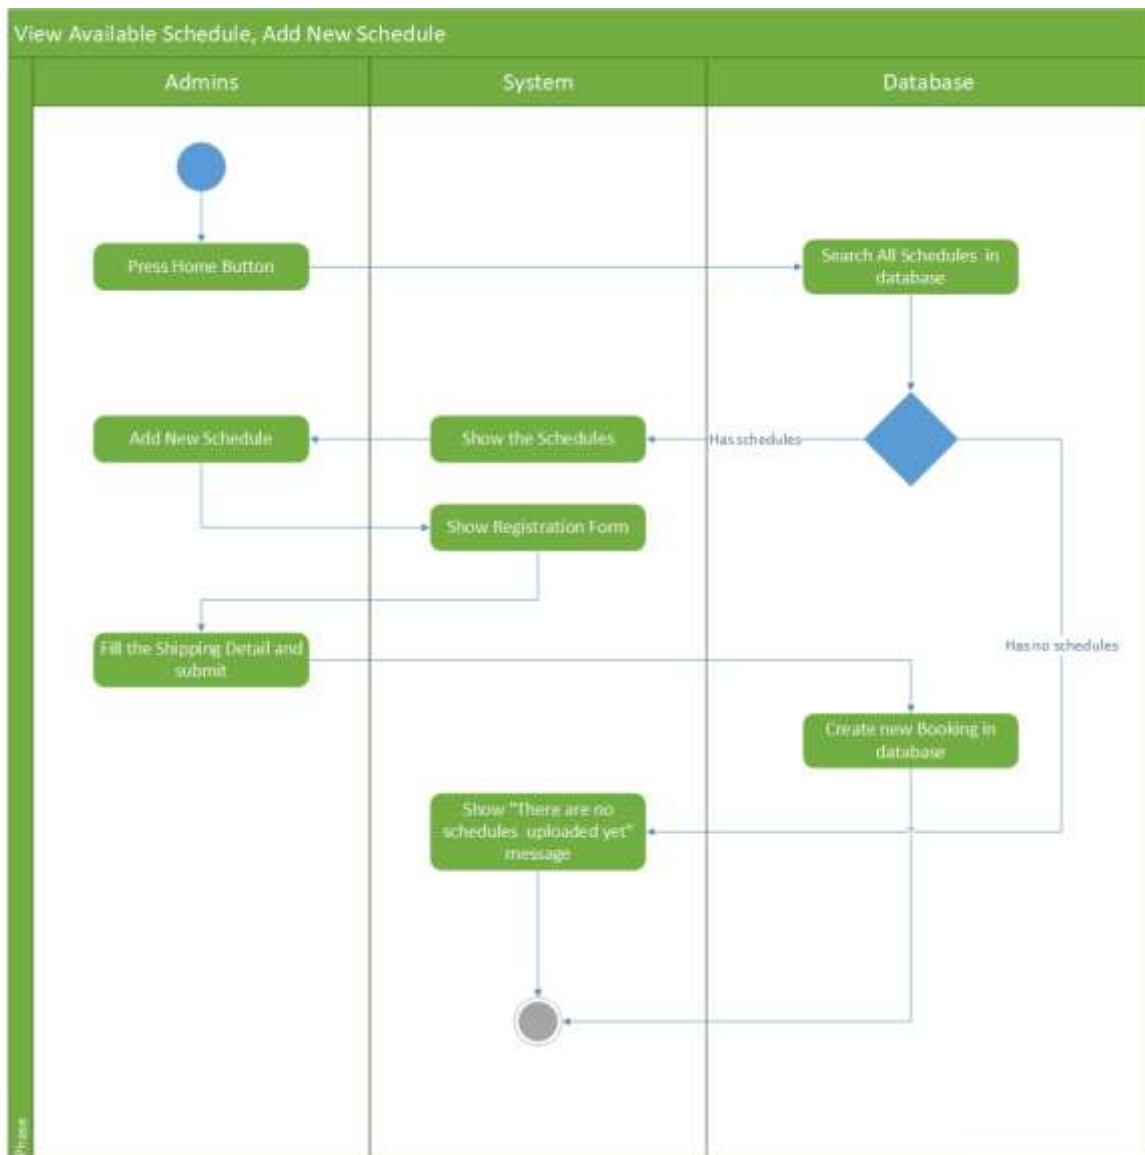 View Available Schedule, Add New Schedule
Admins
System
Database
Press Home Button
Search All Schedules in
database
Add New Schedule
Show the Schedules
Has schedules
Show Registration Form
Fill the Shipping Detail and
submit
Has no schedules
Create new Booking in
database
Show "There are no
schedules uploaded yet"
message
Phase